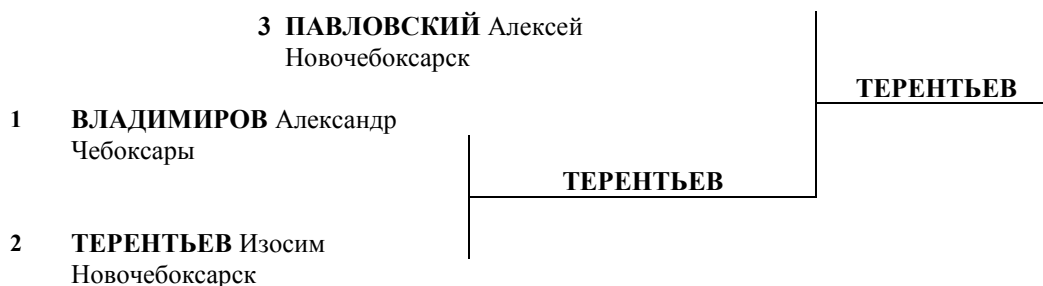 3 ПАВЛОВСКИЙ Алексей
Новочебоксарск
ТЕРЕНТЬЕВ
1 ВЛАДИМИРОВ Александр
Чебоксары
ТЕРЕНТЬЕВ
2 ТЕРЕНТЬЕВ Изосим
Новочебоксарск